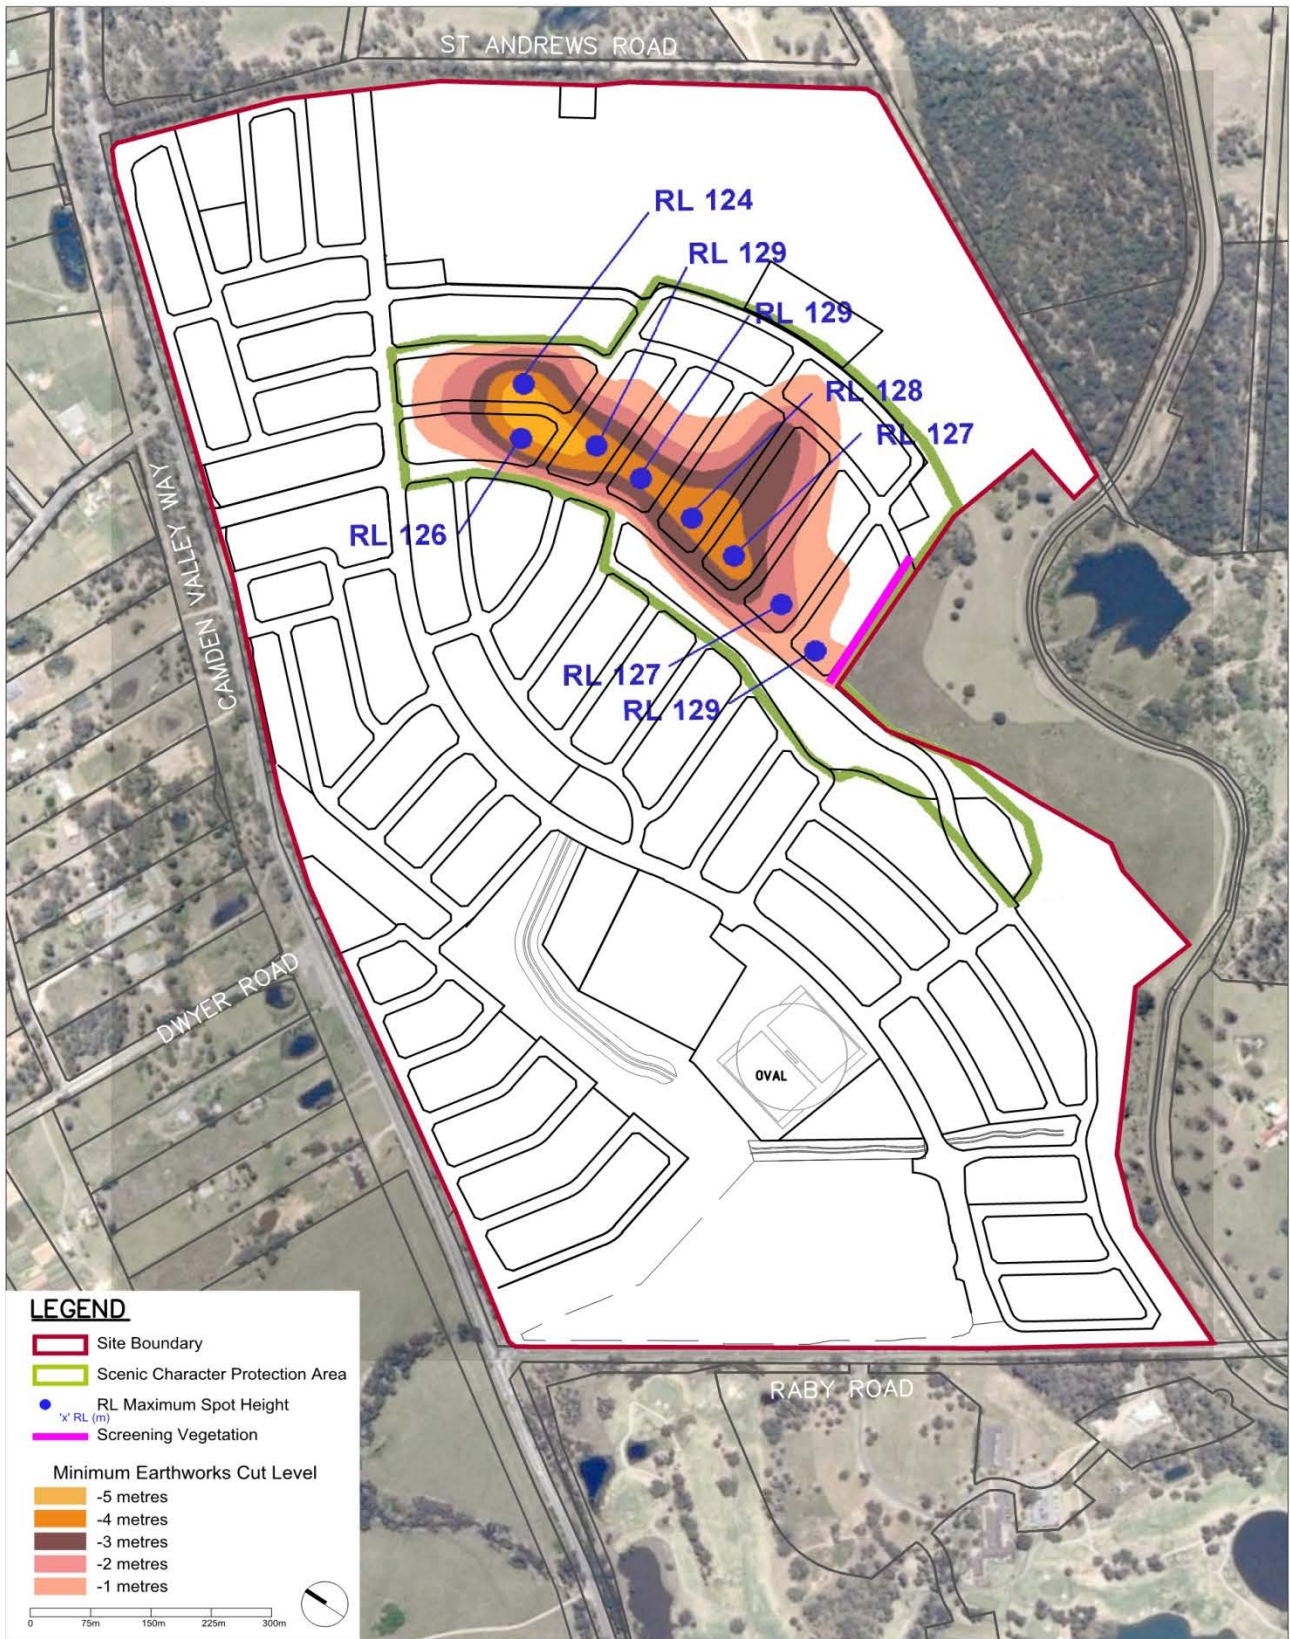 ST ANDREWS ROAD
RL 124
RL 129
RL 129
RL 128
RL 127
RL 126
CAMDEN VALLEY WAY
RL 127
RL 129
DWYER ROAD
OVAL
RABY ROAD
LEGEND
Site Boundary
Scenic Character Protection Area
RL Maximum Spot Height
'x' RL (m)
Screening Vegetation
Minimum Earthworks Cut Level
-5 metres
-4 metres
-3 metres
-2 metres
-1 metres
0 75m 150m 225m 300m